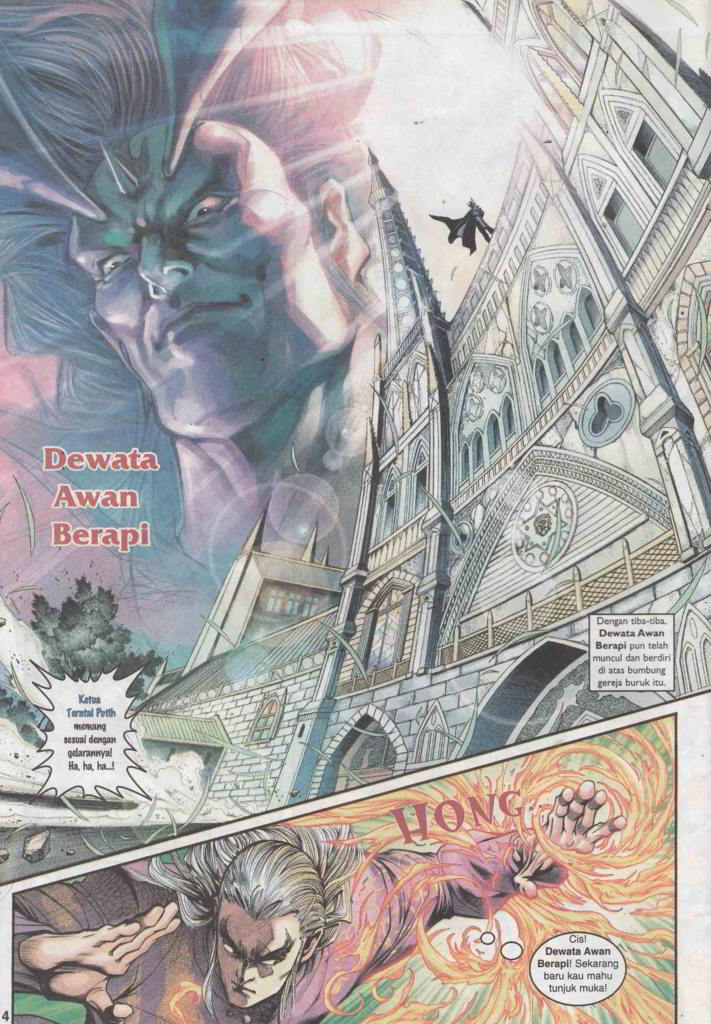 Dewata
Awan
Berapi
Dengan tiba-tiba,
Dewata Awan
Berapi pun telah
muncul dan berdiri
di atas bumbung
gereja buruk itu.
Ketua
Teratai Putih
memang
sesuai dengan
gelarannya!
Ha, ha, ha...!
HONG
Cis!
Dewata Awan
Berapi! Sekarang
baru kau mahu
tunjuk muka!
4